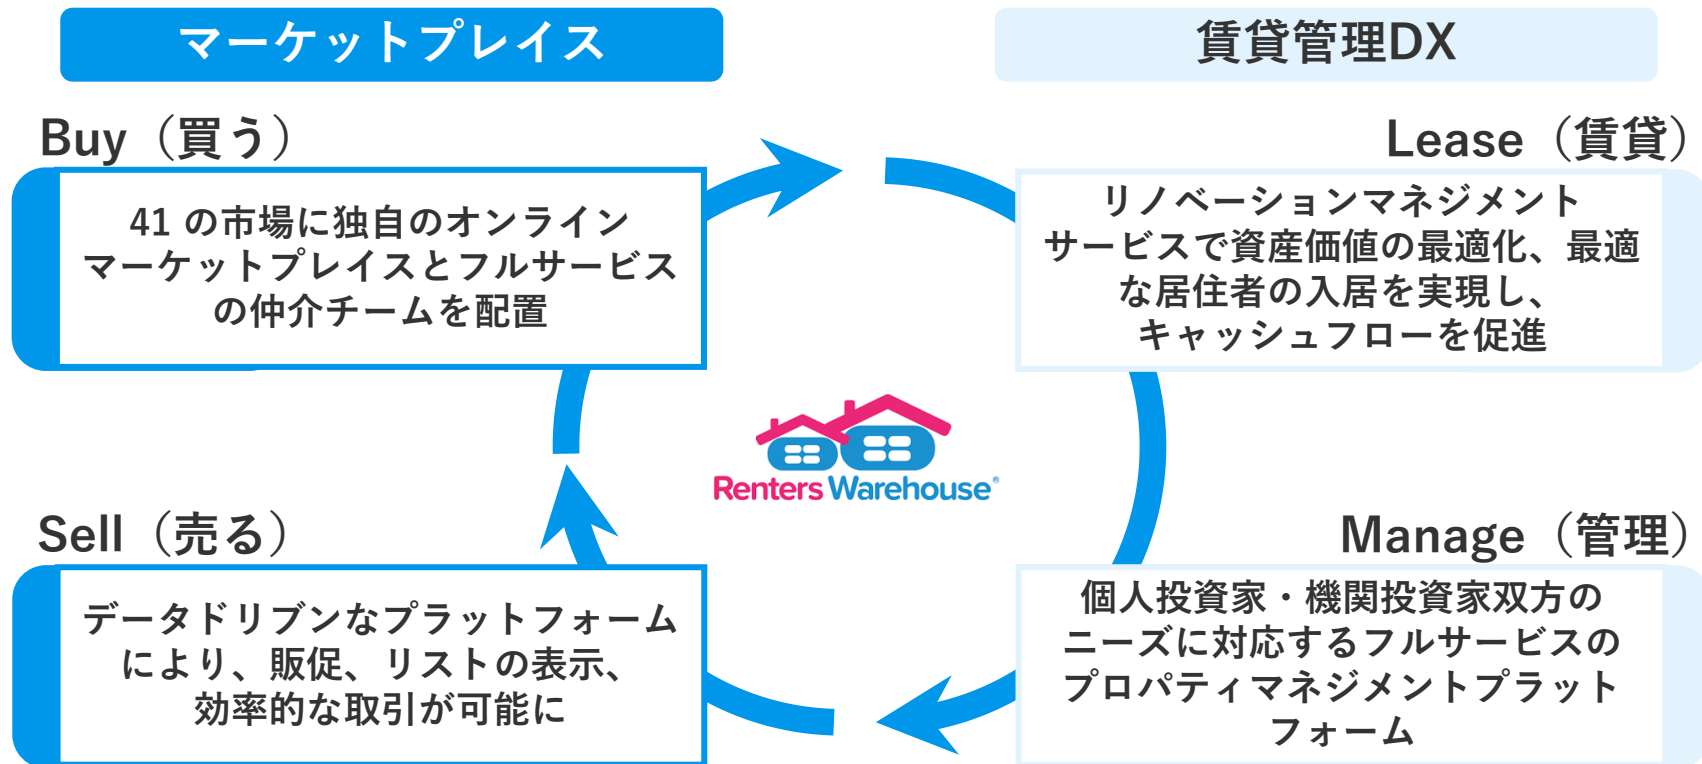 マーケットプレイス
賃貸管理DX
Buy（買う）
41 の市場に独自のオンライン
マーケットプレイスとフルサービス
の仲介チームを配置
Lease（賃貸）
リノベーションマネジメント
サービスで資産価値の最適化、最適
な居住者の入居を実現し、
キャッシュフローを促進
Renters Warehouse®
Sell（売る）
データドリブンなプラットフォーム
により、販促、リストの表示、
効率的な取引が可能に
Manage（管理）
個人投資家・機関投資家双方の
ニーズに対応するフルサービスの
プロパティマネジメントプラット
フォーム